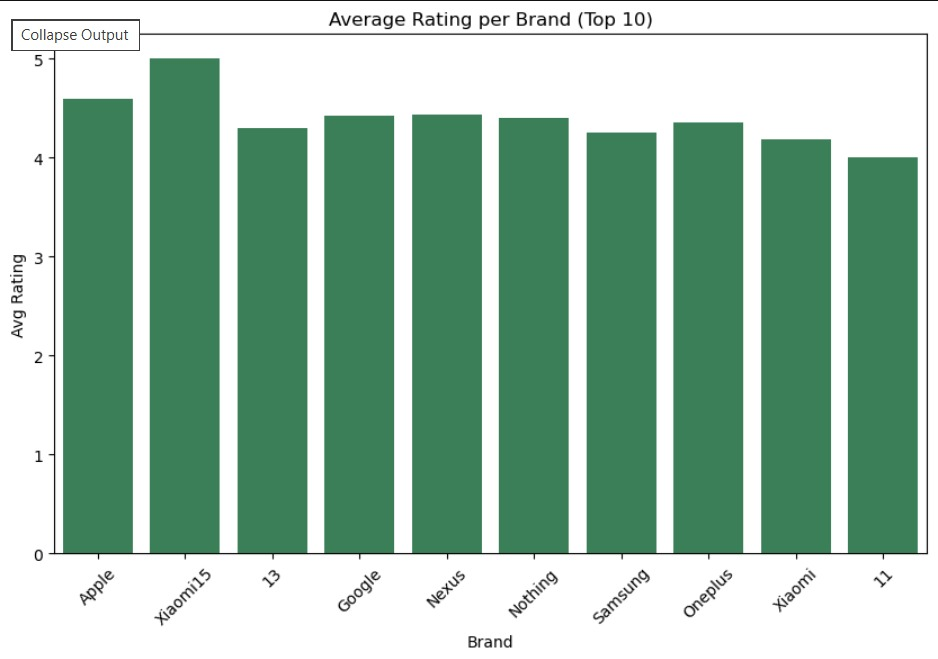 Average Rating per Brand (Top 10)
Collapse Output
5
4
3
2
1
0
Avg Rating
Apple
Xiaomi15
13
Google
Nexus
Nothing
Samsung
Oneplus
Xiaomi
11
Brand